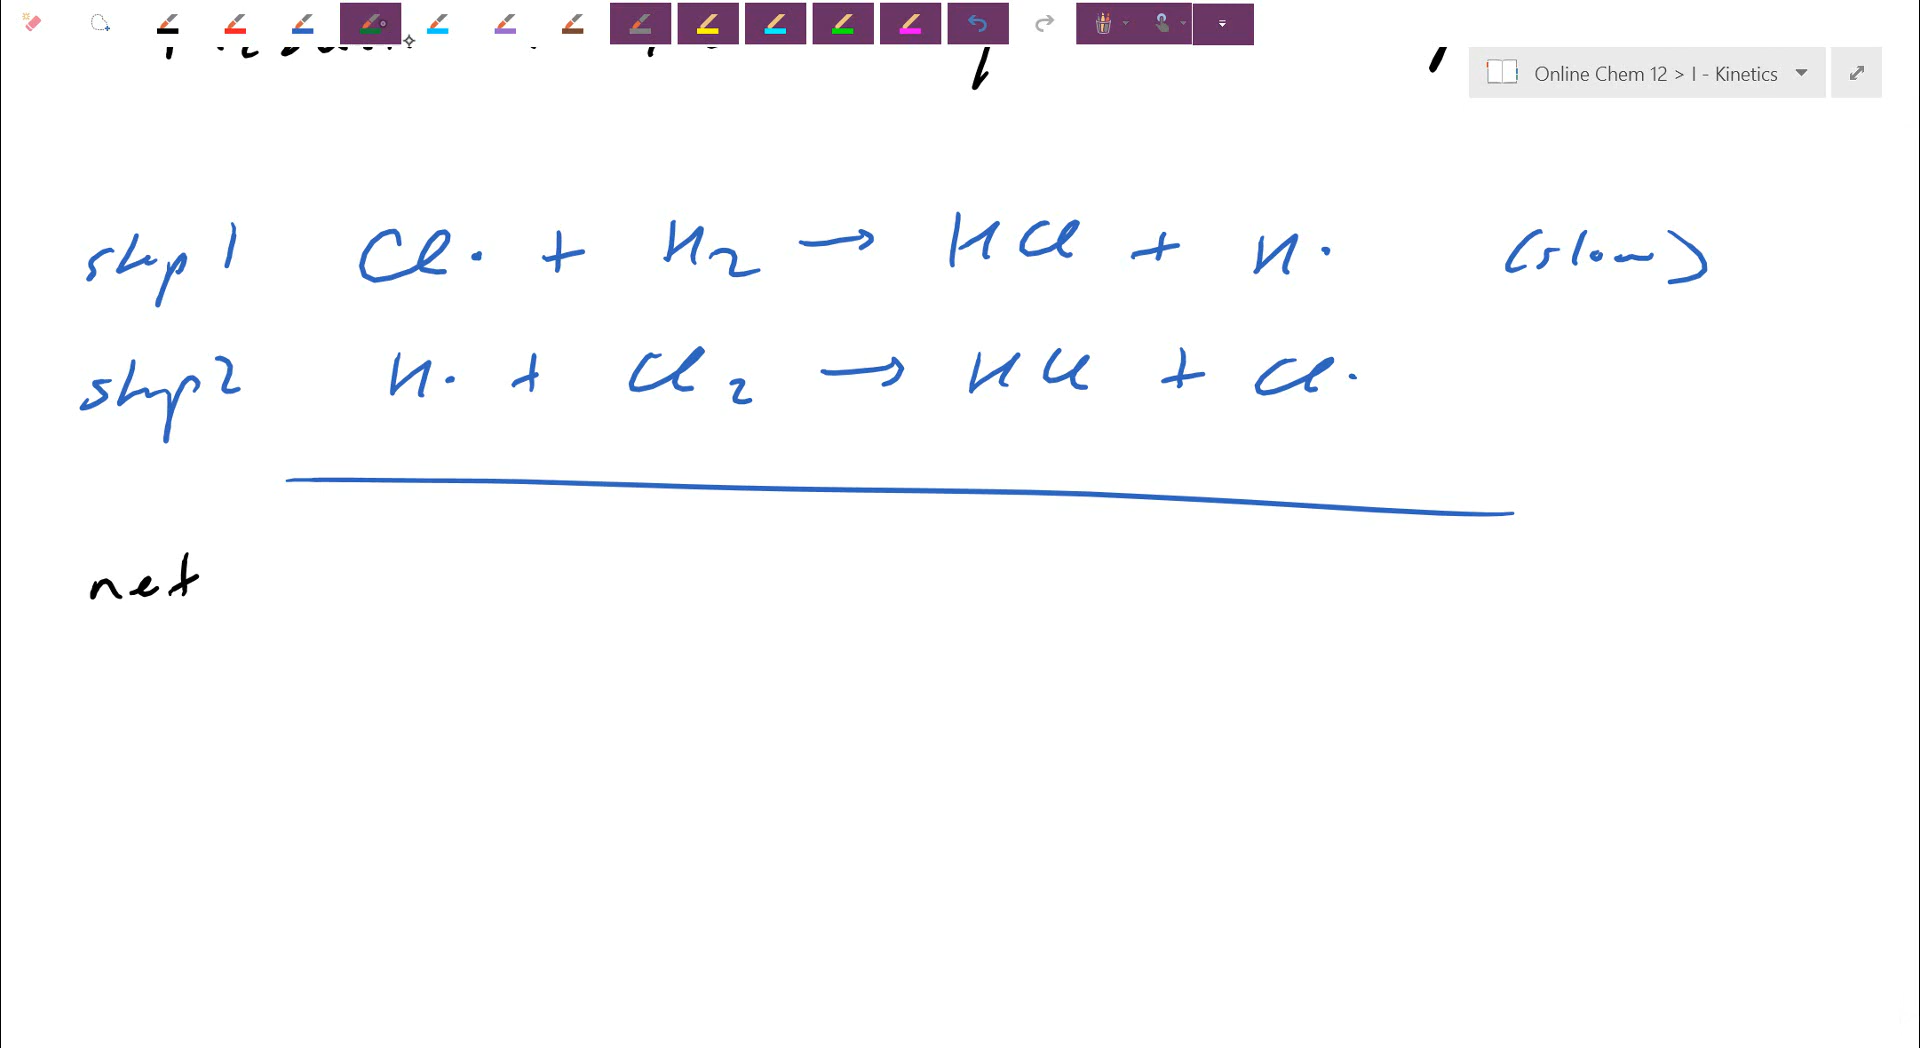 Online Chem 12 > I - Kinetics
step 1 Cl· + H2 → HCl + H· (slow)
step 2 H· + Cl2 → HCl + Cl·
net